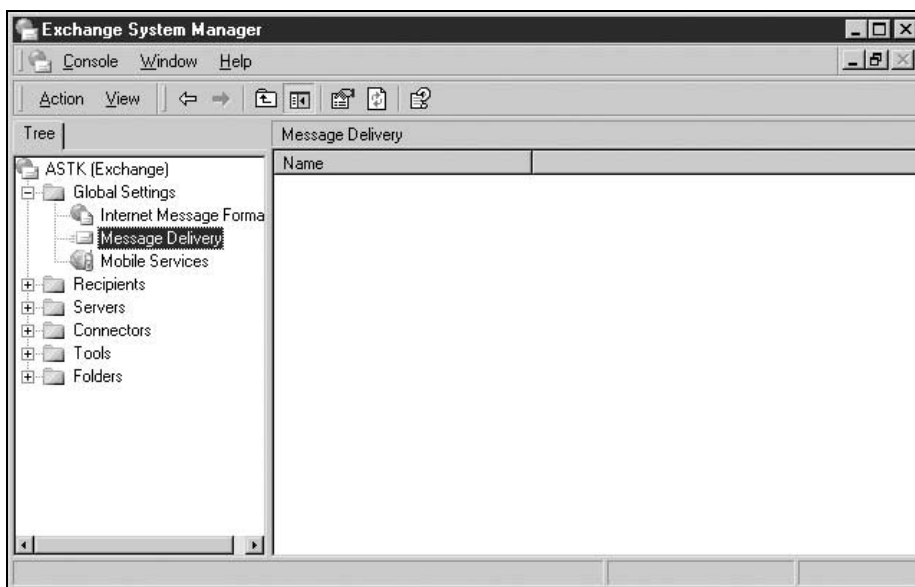 Exchange System Manager
Console Window Help
Action View
Tree
Message Delivery
ASTK (Exchange)
Name
Global Settings
Internet Message Forma
Message Delivery
Mobile Services
Recipients
Servers
Connectors
Tools
Folders